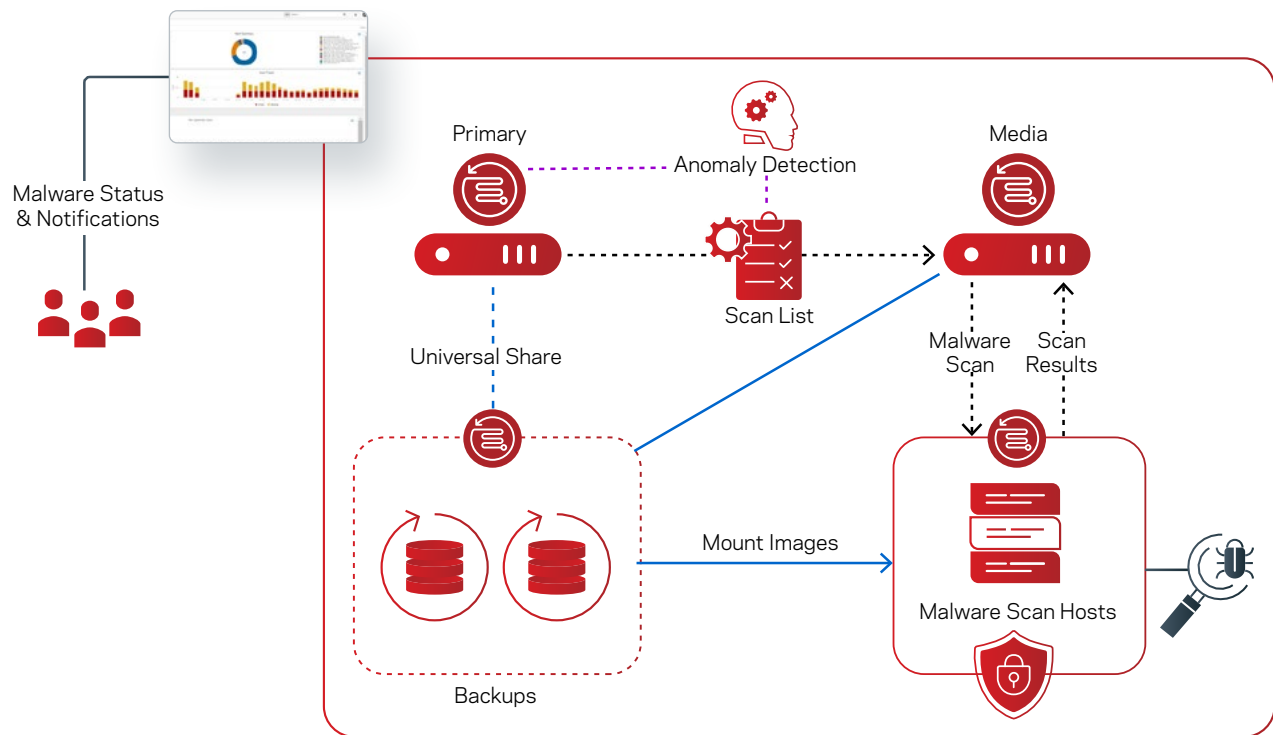 Primary
Anomaly Detection
Media
Malware Status
& Notifications
Scan List
Universal Share
Malware
Scan
Scan
Results
Mount Images
Malware Scan Hosts
Backups